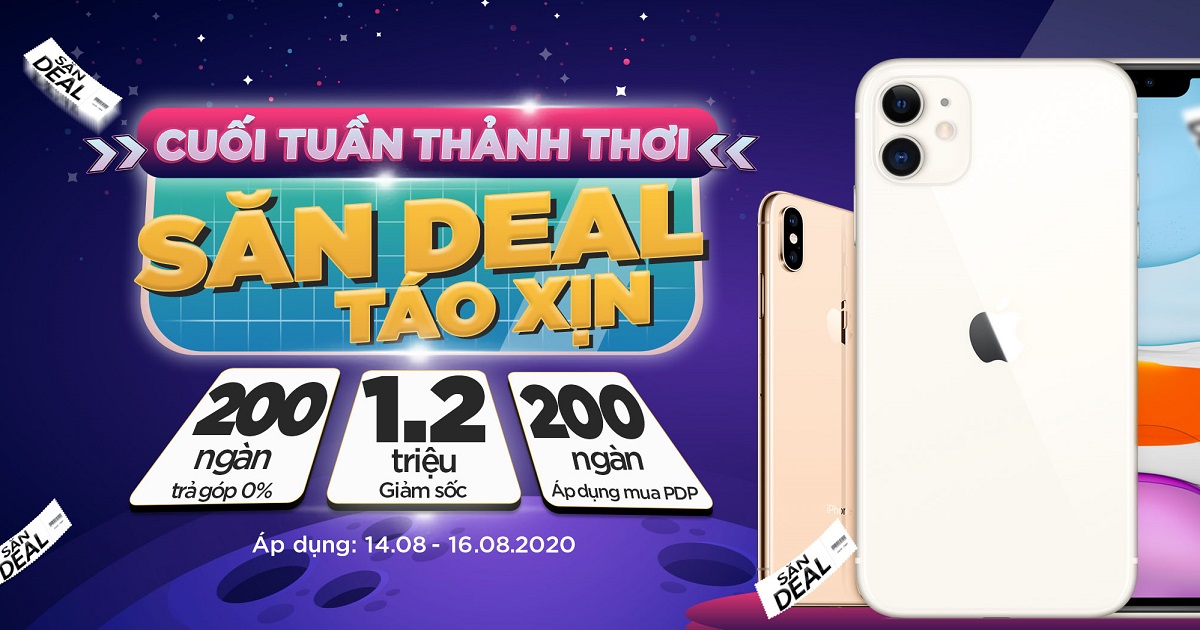 SĂN
DEAL
CUỐI TUẦN THẢNH THƠI
SĂN DEAL
TÁO XỊN
200
ngàn
trả góp 0%
1.2
triệu
Giảm sốc
200
ngàn
Áp dụng mua PDP
Áp dụng: 14.08 - 16.08.2020
SĂN
DEAL
SĂN
DEAL